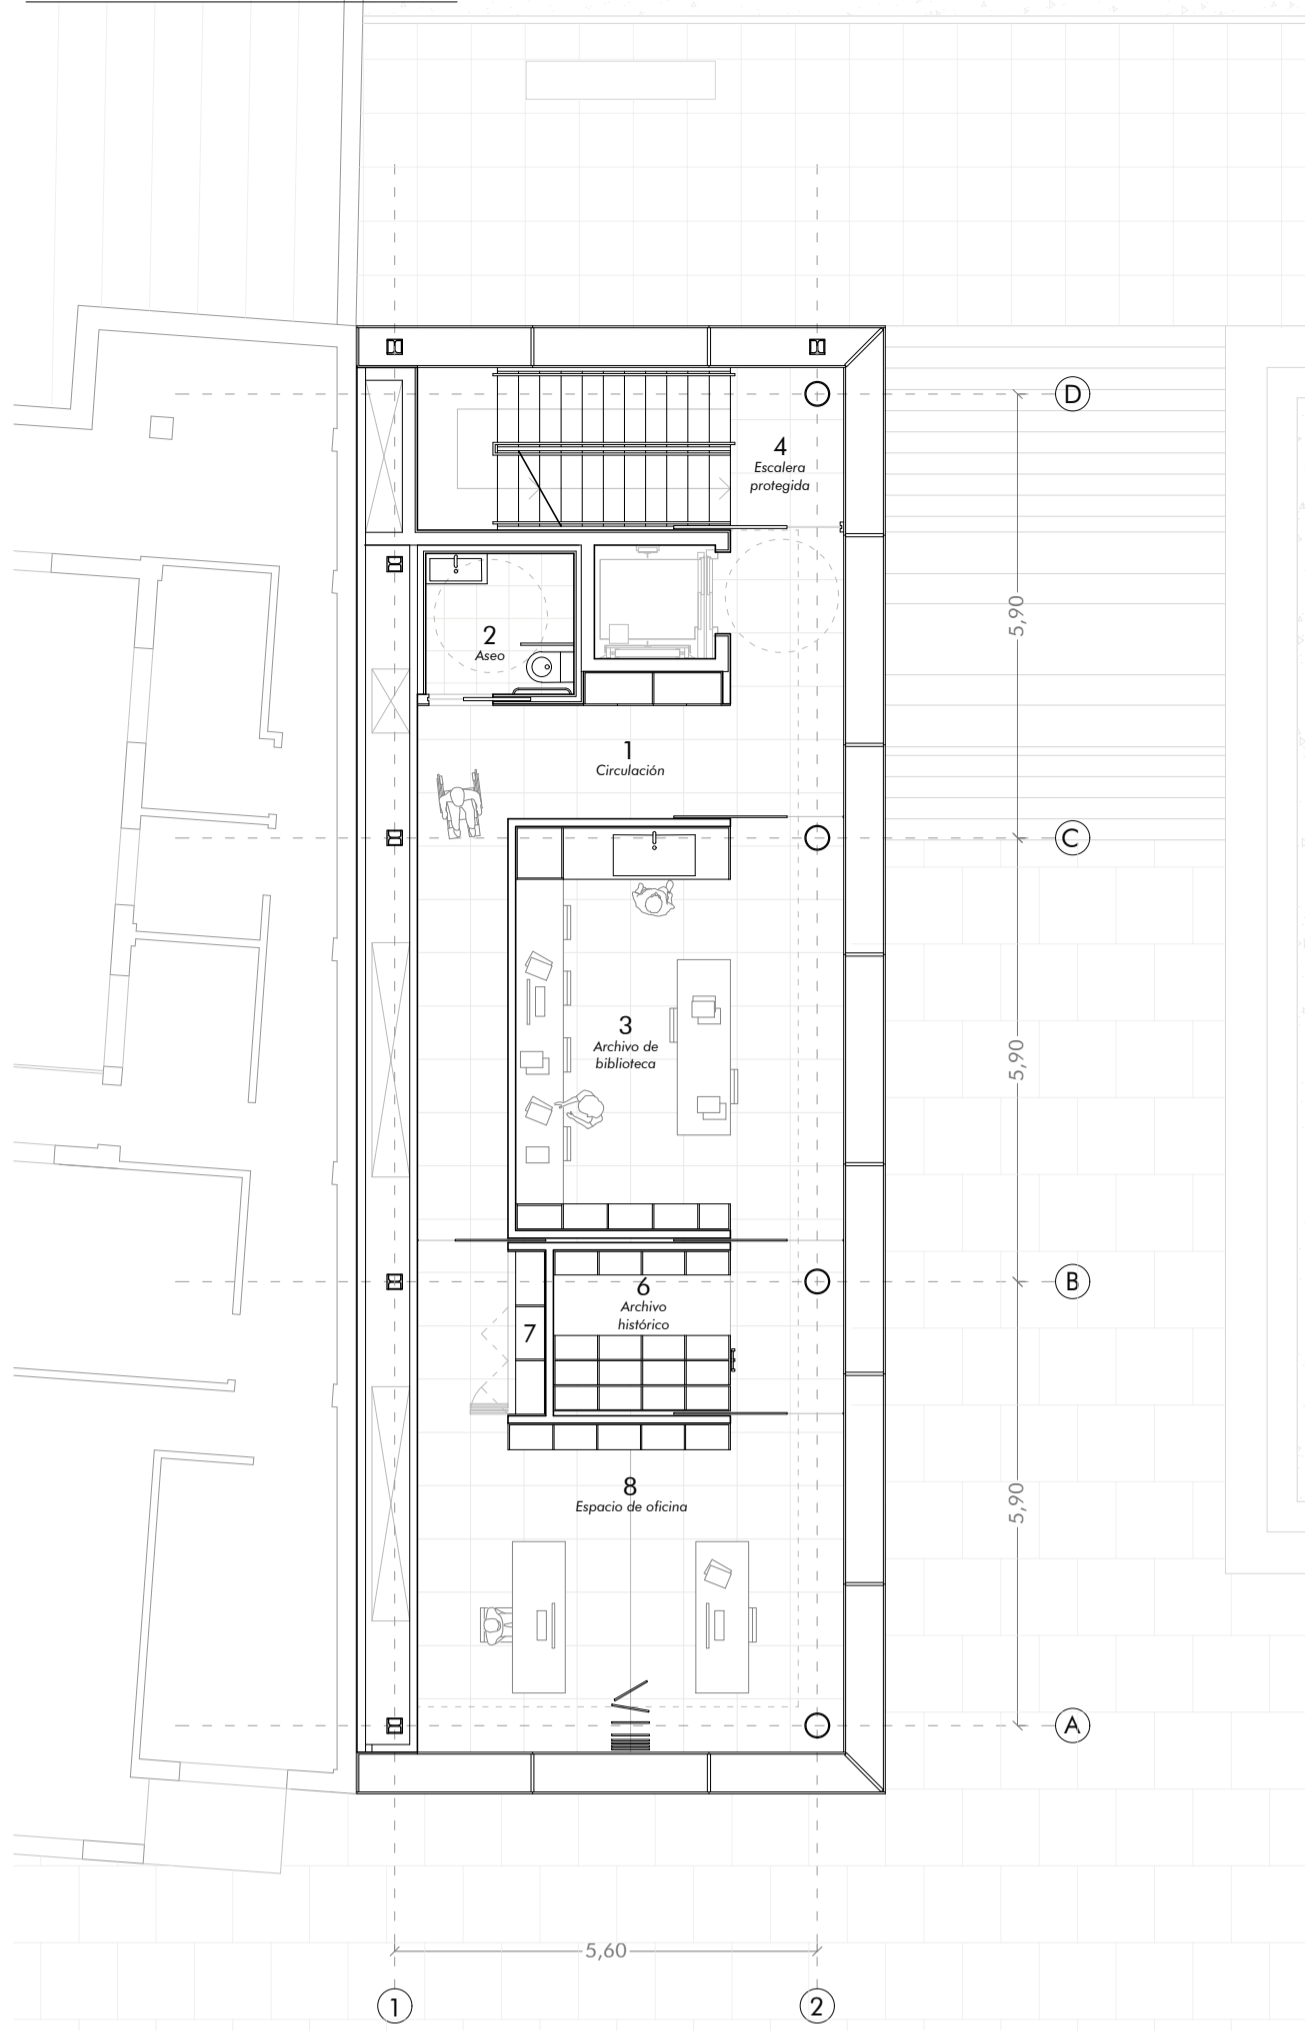 D
4
Escalera
protegida
5,90
2
Aseo
1
Circulación
C
3
Archivo de
biblioteca
5,90
B
6
Archivo
histórico
7
8
Espacio de oficina
5,90
A
5,60
1
2